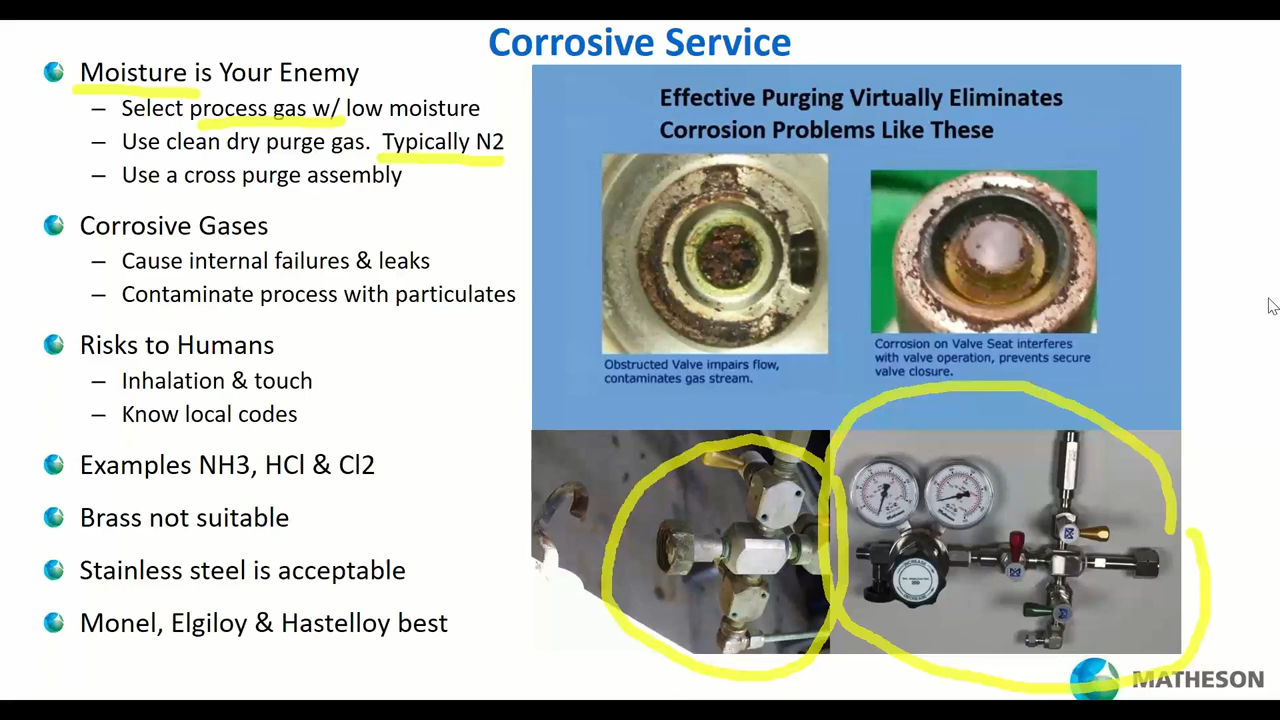 Corrosive Service
Moisture is Your Enemy
– Select process gas w/ low moisture
– Use clean dry purge gas. Typically N2
– Use a cross purge assembly
Corrosive Gases
– Cause internal failures & leaks
– Contaminate process with particulates
Risks to Humans
– Inhalation & touch
– Know local codes
Examples NH3, HCl & Cl2
Brass not suitable
Stainless steel is acceptable
Monel, Elgiloy & Hastelloy best
Effective Purging Virtually Eliminates
Corrosion Problems Like These
Obstructed Valve impairs flow,
contaminates gas stream.
Corrosion on Valve Seat interferes
with valve operation, prevents secure
valve closure.
INCREASE
DECREASE
MATHESON